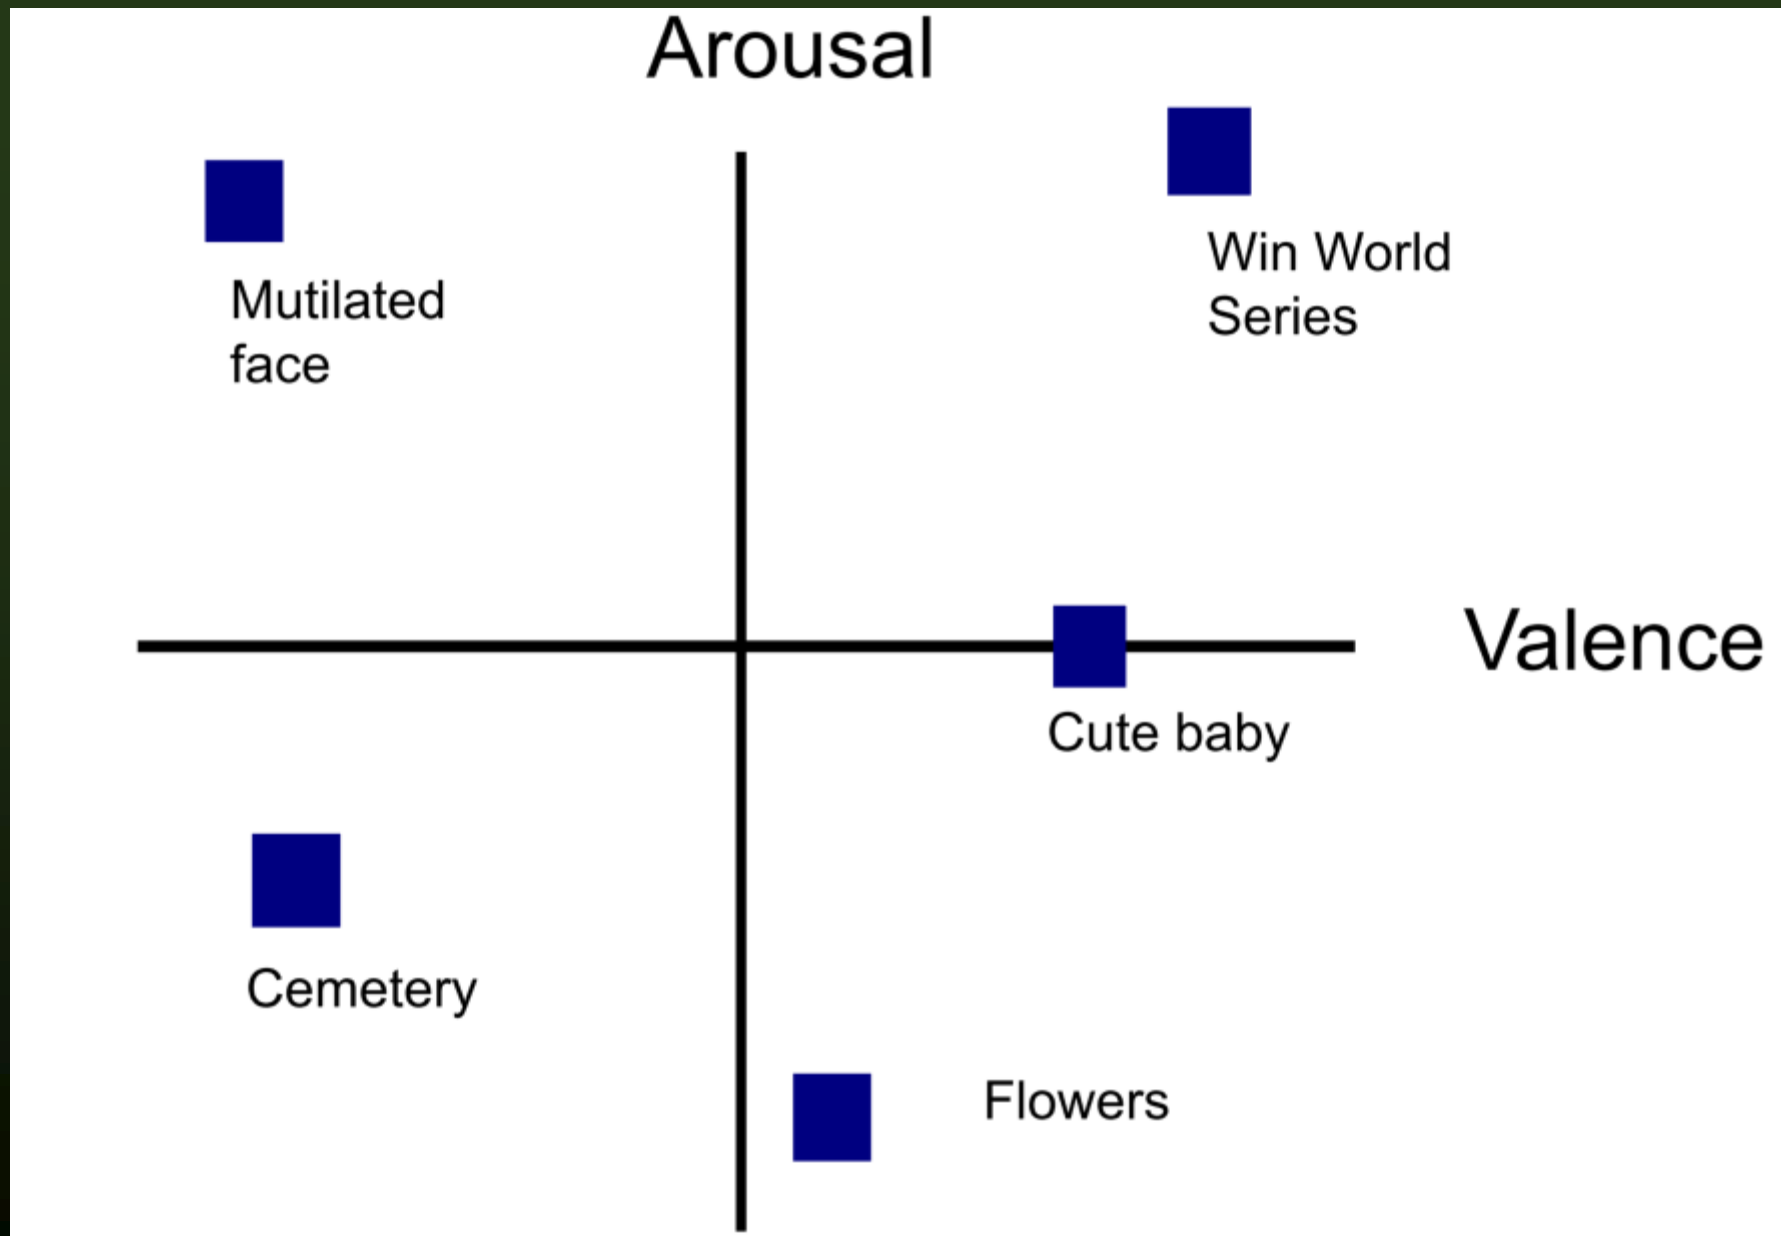 Arousal
Win World
Series
Mutilated
face
Valence
Cute baby
Cemetery
Flowers